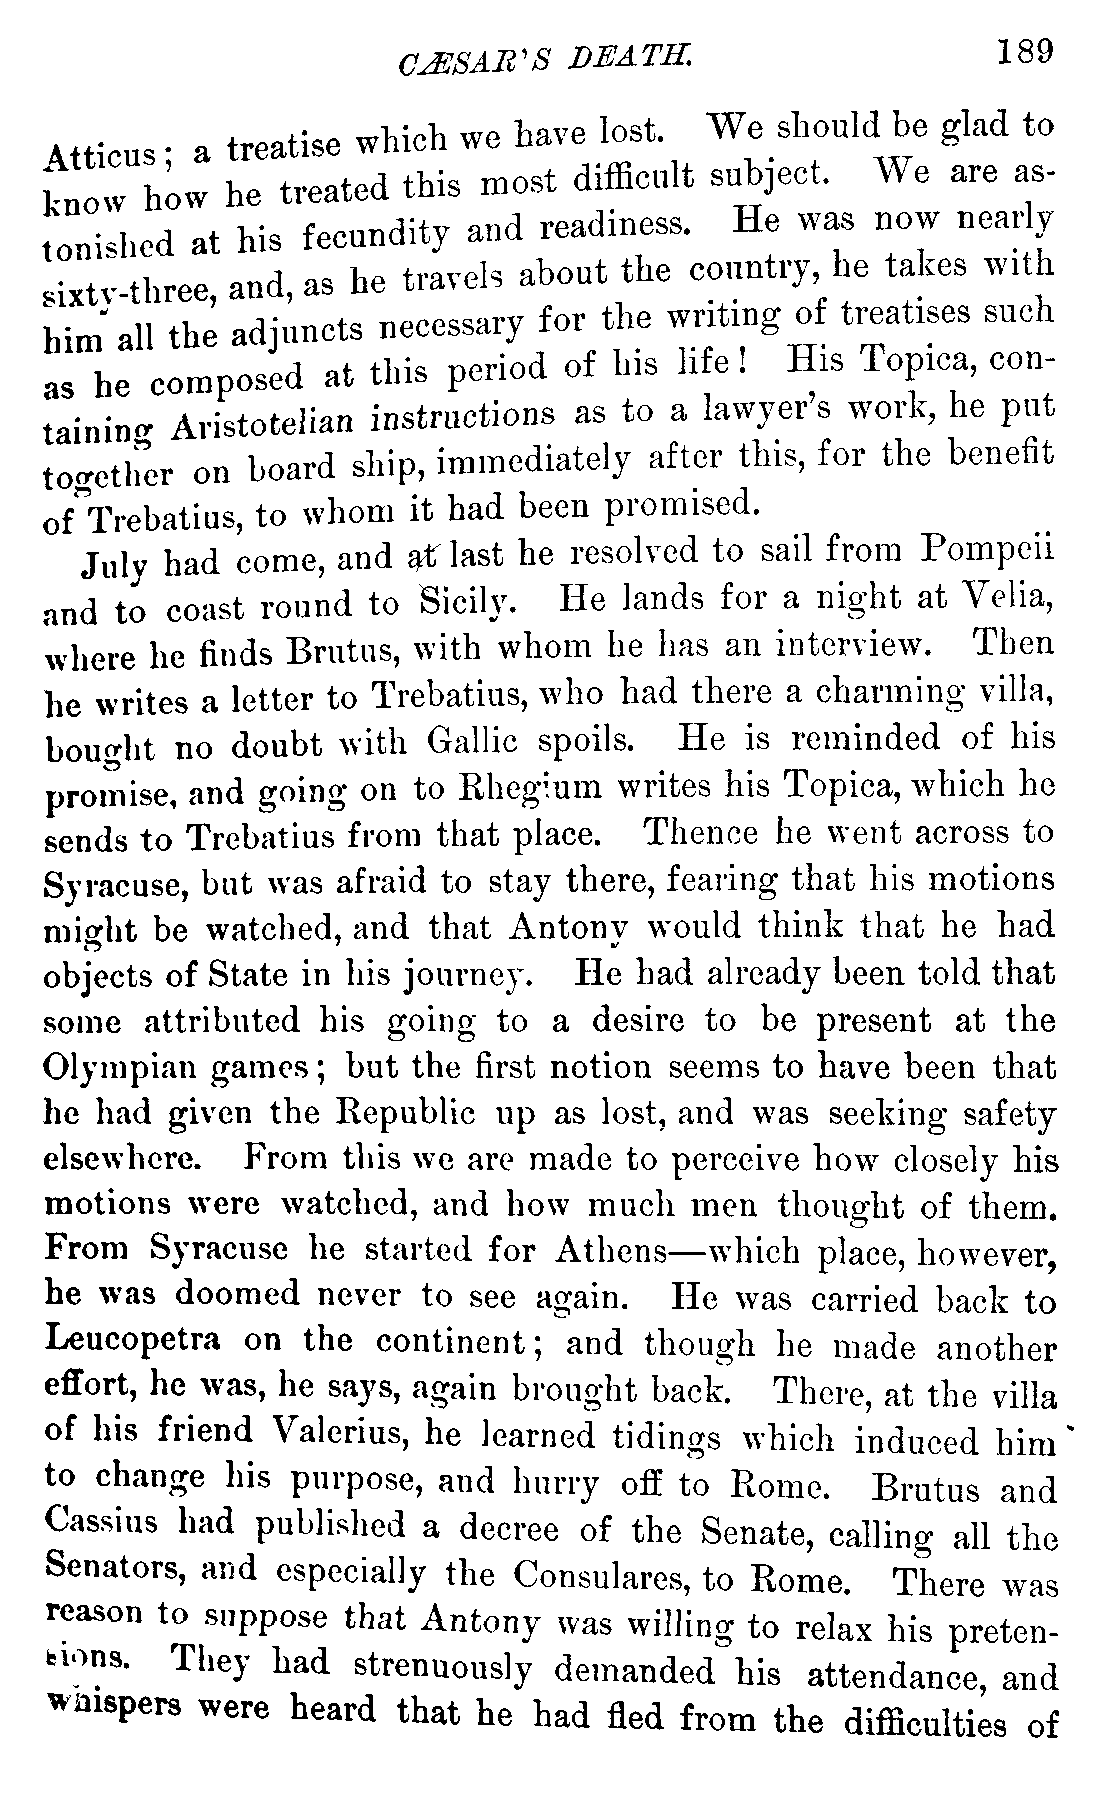 CÆSAR'S DEATH. 189
Atticus; a treatise which we have lost. We should be glad to
know how he treated this most difficult subject. We are as-
tonished at his fecundity and readiness. He was now nearly
sixty-three, and, as he travels about the country, he takes with
him all the adjuncts necessary for the writing of treatises such
as he composed at this period of his life! His Topica, con-
taining Aristotelian instructions as to a lawyer's work, he put
together on board ship, immediately after this, for the benefit
of Trebatius, to whom it had been promised.
July had come, and at last he resolved to sail from Pompeii
and to coast round to Sicily. He lands for a night at Velia,
where he finds Brutus, with whom he has an interview. Then
he writes a letter to Trebatius, who had there a charming villa,
bought no doubt with Gallic spoils. He is reminded of his
promise, and going on to Rhegium writes his Topica, which he
sends to Trebatius from that place. Thence he went across to
Syracuse, but was afraid to stay there, fearing that his motions
might be watched, and that Antony would think that he had
objects of State in his journey. He had already been told that
some attributed his going to a desire to be present at the
Olympian games; but the first notion seems to have been that
he had given the Republic up as lost, and was seeking safety
elsewhere. From this we are made to perceive how closely his
motions were watched, and how much men thought of them.
From Syracuse he started for Athens—which place, however,
he was doomed never to see again. He was carried back to
Leucopetra on the continent; and though he made another
effort, he was, he says, again brought back. There, at the villa
of his friend Valerius, he learned tidings which induced him
to change his purpose, and hurry off to Rome. Brutus and
Cassius had published a decree of the Senate, calling all the
Senators, and especially the Consulares, to Rome. There was
reason to suppose that Antony was willing to relax his preten-
sions. They had strenuously demanded his attendance, and
whispers were heard that he had fled from the difficulties of